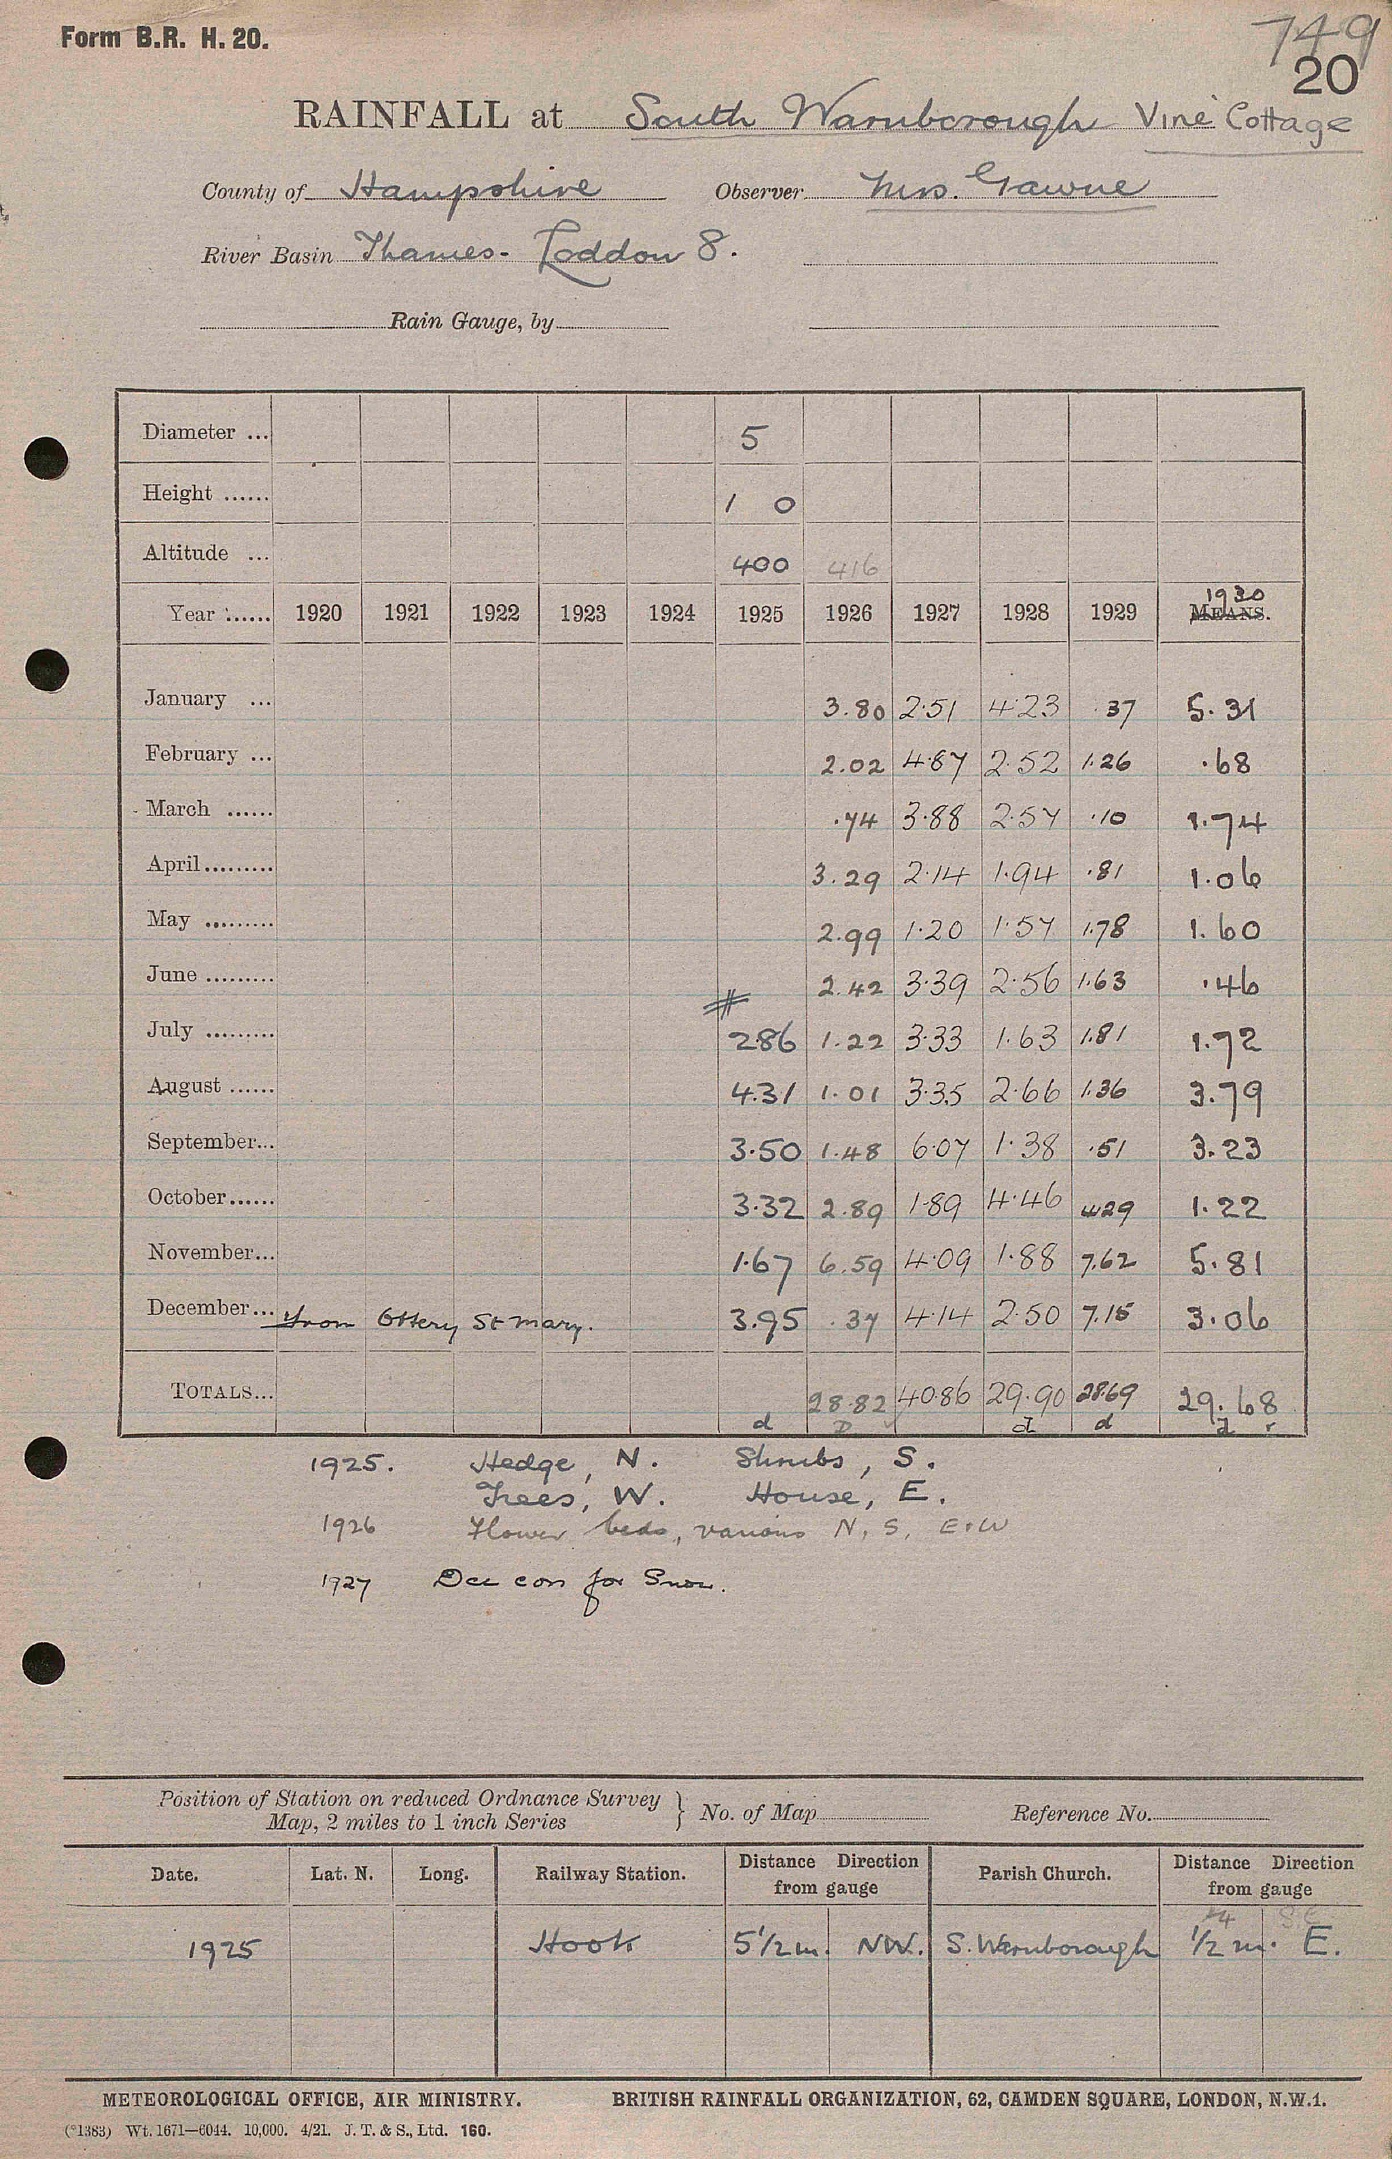 Form B.R. H. 20.
749
20
RAINFALL at South Warnborough Vine Cottage
County of Hampshire Observer Mrs. Gawne
River Basin Thames - Loddon 8.
Rain Gauge, by
Diameter ... 5
Height ...... 1 0
Altitude ... 400 416
1930
Year ...... 1920 1921 1922 1923 1924 1925 1926 1927 1928 1929 MEANS.
January ... 3.80 2.51 4.23 .37 5.31
February ... 2.02 4.87 2.52 1.26 .68
March ...... .74 3.88 2.57 .10 1.74
April ......... 3.29 2.14 1.94 .81 1.06
May ......... 2.99 1.20 1.57 1.78 1.60
June ......... 2.42 3.39 2.56 1.63 .46
July ......... 2.86 1.22 3.33 1.63 1.81 1.72
August ...... 4.31 1.01 3.35 2.66 1.36 3.79
September... 3.50 1.48 6.07 1.38 .51 3.23
October...... 3.32 2.89 1.89 4.46 4.29 1.22
November... 1.67 6.59 4.09 1.88 7.62 5.81
December... from Ottery St Mary. 3.95 .37 4.14 2.50 7.15 3.06
TOTALS... 28.82 40.86 29.90 28.69 29.68
d D d d d r
1925. Hedge, N. Shrubs, S.
Trees, W. House, E.
1926 Flower beds, various N, S, E+W
1927 Dec corr for Snow.
Position of Station on reduced Ordnance Survey
Map, 2 miles to 1 inch Series } No. of Map Reference No.
Date. Lat. N. Long. Railway Station. Distance Direction from gauge Parish Church. Distance Direction from gauge
1/4 S.E.
1925 Hook 5 1/2 m. NW. S. Warnborough 1/2 m. E.
METEOROLOGICAL OFFICE, AIR MINISTRY. BRITISH RAINFALL ORGANIZATION, 62, CAMDEN SQUARE, LONDON, N.W.1.
(*1383) Wt. 1671—6044. 10,000. 4/21. J. T. & S., Ltd. 160.